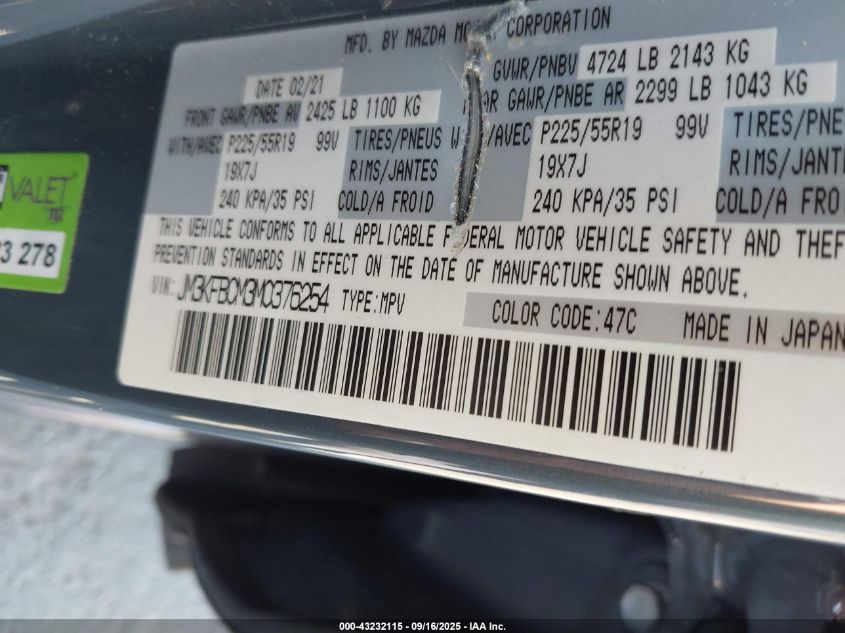 MFD. BY MAZDA MO CORPORATION
DATE 02/21 GVWR/PNBV 4724 LB 2143 KG
FRONT GAWR/PNBE AV 2425 LB 1100 KG AR GAWR/PNBE AR 2299 LB 1043 KG
WITH/AVEC P225/55R19 99V TIRES/PNEUS W /AVEC P225/55R19 99V TIRES/PNE
19X7J RIMS/JANTES 19X7J RIMS/JANTE
240 KPA/35 PSI COLD/A FROID 240 KPA/35 PSI COLD/A FRO
THIS VEHICLE CONFORMS TO ALL APPLICABLE F DERAL MOTOR VEHICLE SAFETY AND THEF
PREVENTION STANDARDS IN EFFECT ON THE DATE OF MANUFACTURE SHOWN ABOVE.
VIN: JM3KFBCM3M0376254 TYPE:MPV
COLOR CODE:47C MADE IN JAPAN
VALET
3 278
000-43232115 - 09/16/2025 - IAA Inc.